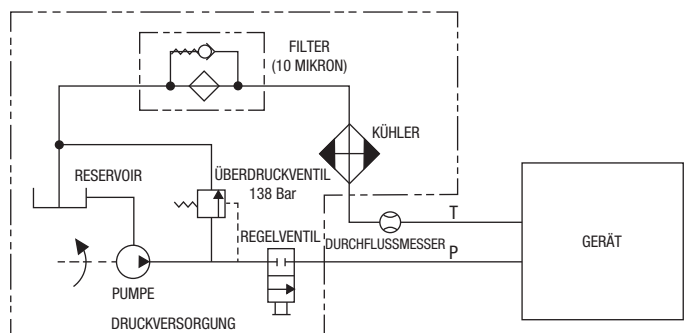 FILTER
(10 MIKRON)
KÜHLER
RESERVOIR
ÜBERDRUCKVENTIL
138 Bar
T
REGELVENTIL
DURCHFLUSSMESSER
GERÄT
P
PUMPE
DRUCKVERSORGUNG